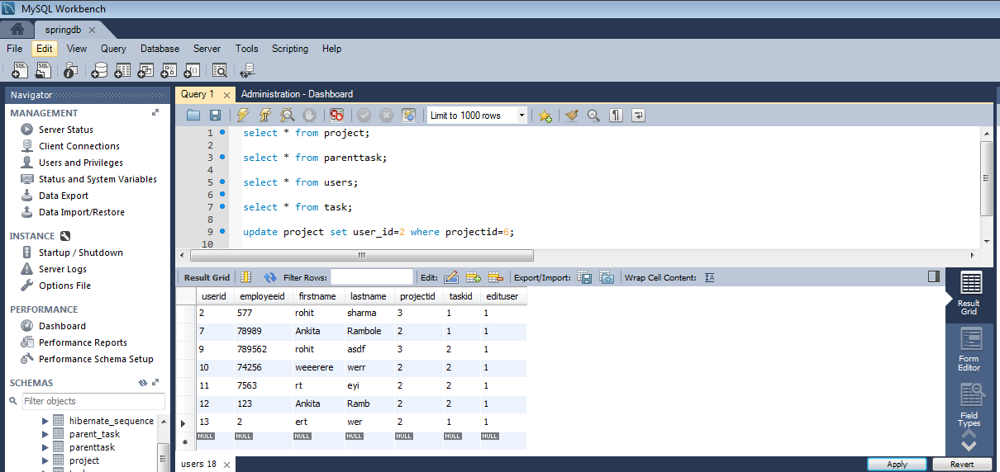 MySQL Workbench
springdb
File Edit View Query Database Server Tools Scripting Help
Navigator
MANAGEMENT
Server Status
Client Connections
Users and Privileges
Status and System Variables
Data Export
Data Import/Restore
INSTANCE
Startup / Shutdown
Server Logs
Options File
PERFORMANCE
Dashboard
Performance Reports
Performance Schema Setup
SCHEMAS
Filter objects
hibernate_sequence
parent_task
parenttask
project
Query 1 Administration - Dashboard
Limit to 1000 rows
1 select * from project;
2
3 select * from parenttask;
4
5 select * from users;
6
7 select * from task;
8
9 update project set user_id=2 where projectid=6;
10
Result Grid Filter Rows: Edit: Export/Import: Wrap Cell Content:
userid employeeid firstname lastname projectid taskid edituser
2 577 rohit sharma 3 1 1
7 78989 Ankita Rambole 2 1 1
9 789562 rohit asdf 3 2 1
10 74256 weeerere werr 2 2 1
11 7563 rt eyi 2 2 1
12 123 Ankita Ramb 2 2 1
13 2 ert wer 2 1 1
NULL NULL NULL NULL NULL NULL NULL
Result
Grid
Form
Editor
Field
Types
users 18
Apply Revert